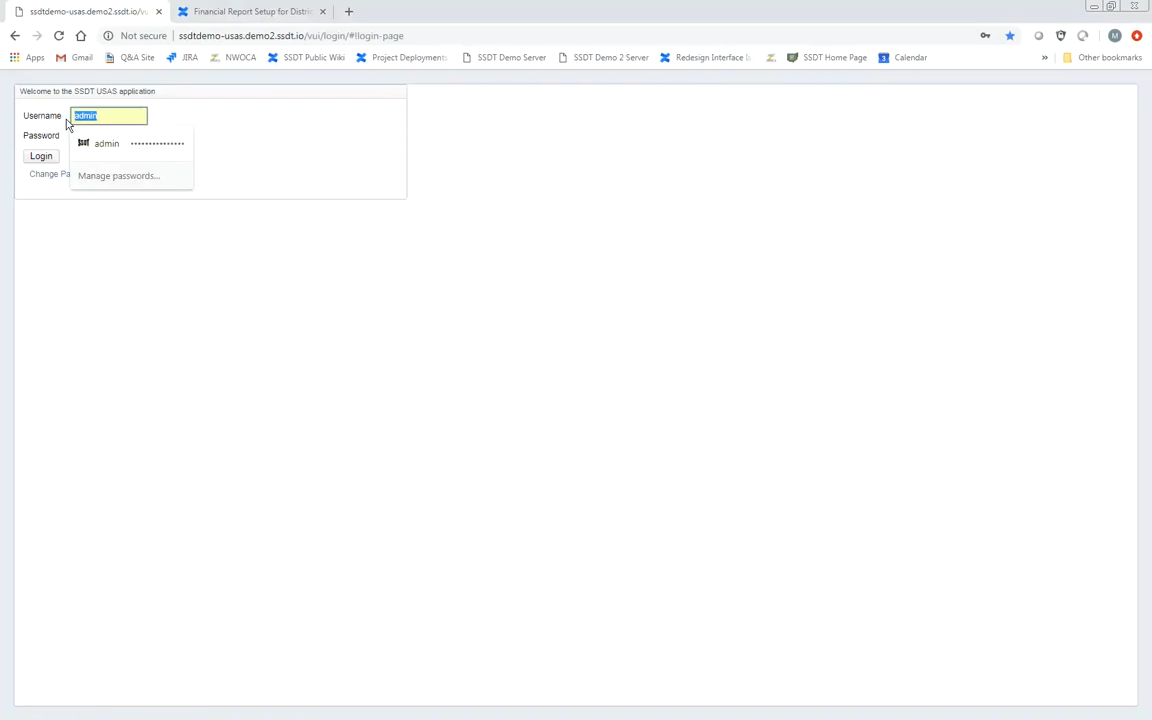 ssdtdemo-usas.demo2.ssdt.io/vu
Financial Report Setup for Distric
Not secure
ssdtdemo-usas.demo2.ssdt.io/vui/login/#!login-page
M
Apps
Gmail
Q&A Site
JIRA
NWOCA
SSDT Public Wiki
Project Deployments
SSDT Demo Server
SSDT Demo 2 Server
Redesign Interface
SSDT Home Page
Calendar
»
Other bookmarks
Welcome to the SSDT USAS application
Username
admin
Password
admin ••••••••••••••
Login
Change Pa
Manage passwords...